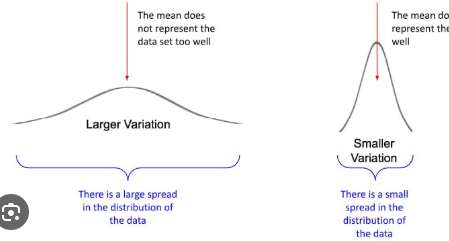 The mean does
not represent the
data set too well
Larger Variation
There is a large spread
in the distribution of
the data
The mean
represent the
well
Smaller
Variation
There is a small
spread in the
distribution of
the data